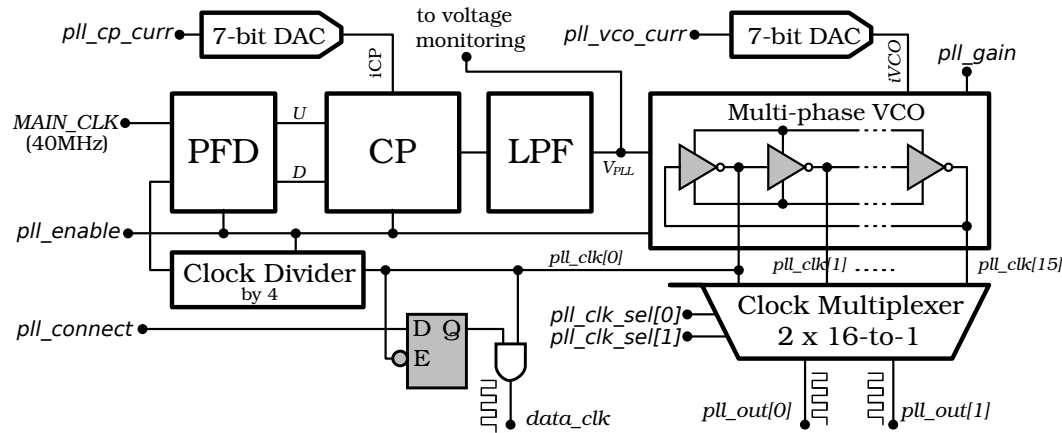 pll_cp_curr
7-bit DAC
iCP
to voltage
monitoring
pll_vco_curr
7-bit DAC
iVCO
pll_gain
MAIN_CLK
(40MHz)
PFD
U
D
CP
LPF
VPLL
Multi-phase VCO
pll_enable
Clock Divider
by 4
pll_clk[0]
pll_clk[1]
pll_clk[15]
pll_connect
D Q
E
data_clk
pll_clk_sel[0]
pll_clk_sel[1]
Clock Multiplexer
2 x 16-to-1
pll_out[0]
pll_out[1]